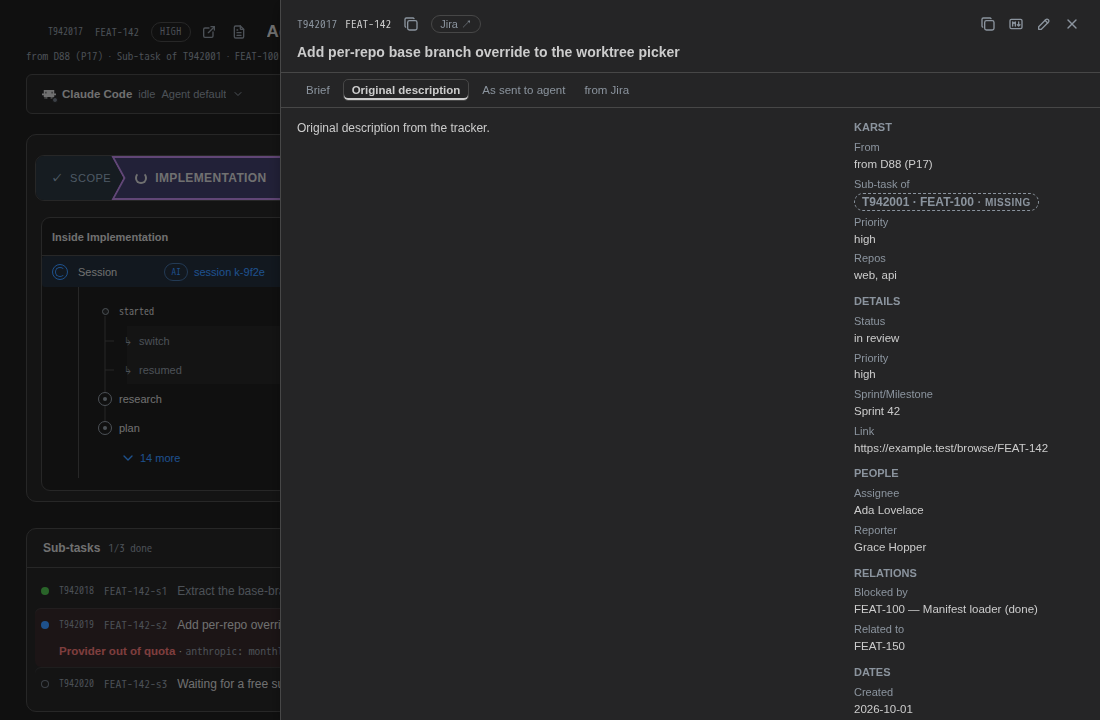 T942017 FEAT-142 HIGH A
from D88 (P17) · Sub-task of T942001 · FEAT-100
Claude Code idle Agent default
✓ SCOPE IMPLEMENTATION
Inside Implementation
Session AI session k-9f2e
started
↳ switch
↳ resumed
research
plan
14 more
Sub-tasks 1/3 done
T942018 FEAT-142-s1 Extract the base-br
T942019 FEAT-142-s2 Add per-repo overri
Provider out of quota · anthropic: monthl
T942020 FEAT-142-s3 Waiting for a free su
T942017 FEAT-142 Jira ↗
Add per-repo base branch override to the worktree picker
Brief Original description As sent to agent from Jira
Original description from the tracker.
KARST
From
from D88 (P17)
Sub-task of
T942001 · FEAT-100 · MISSING
Priority
high
Repos
web, api
DETAILS
Status
in review
Priority
high
Sprint/Milestone
Sprint 42
Link
https://example.test/browse/FEAT-142
PEOPLE
Assignee
Ada Lovelace
Reporter
Grace Hopper
RELATIONS
Blocked by
FEAT-100 — Manifest loader (done)
Related to
FEAT-150
DATES
Created
2026-10-01